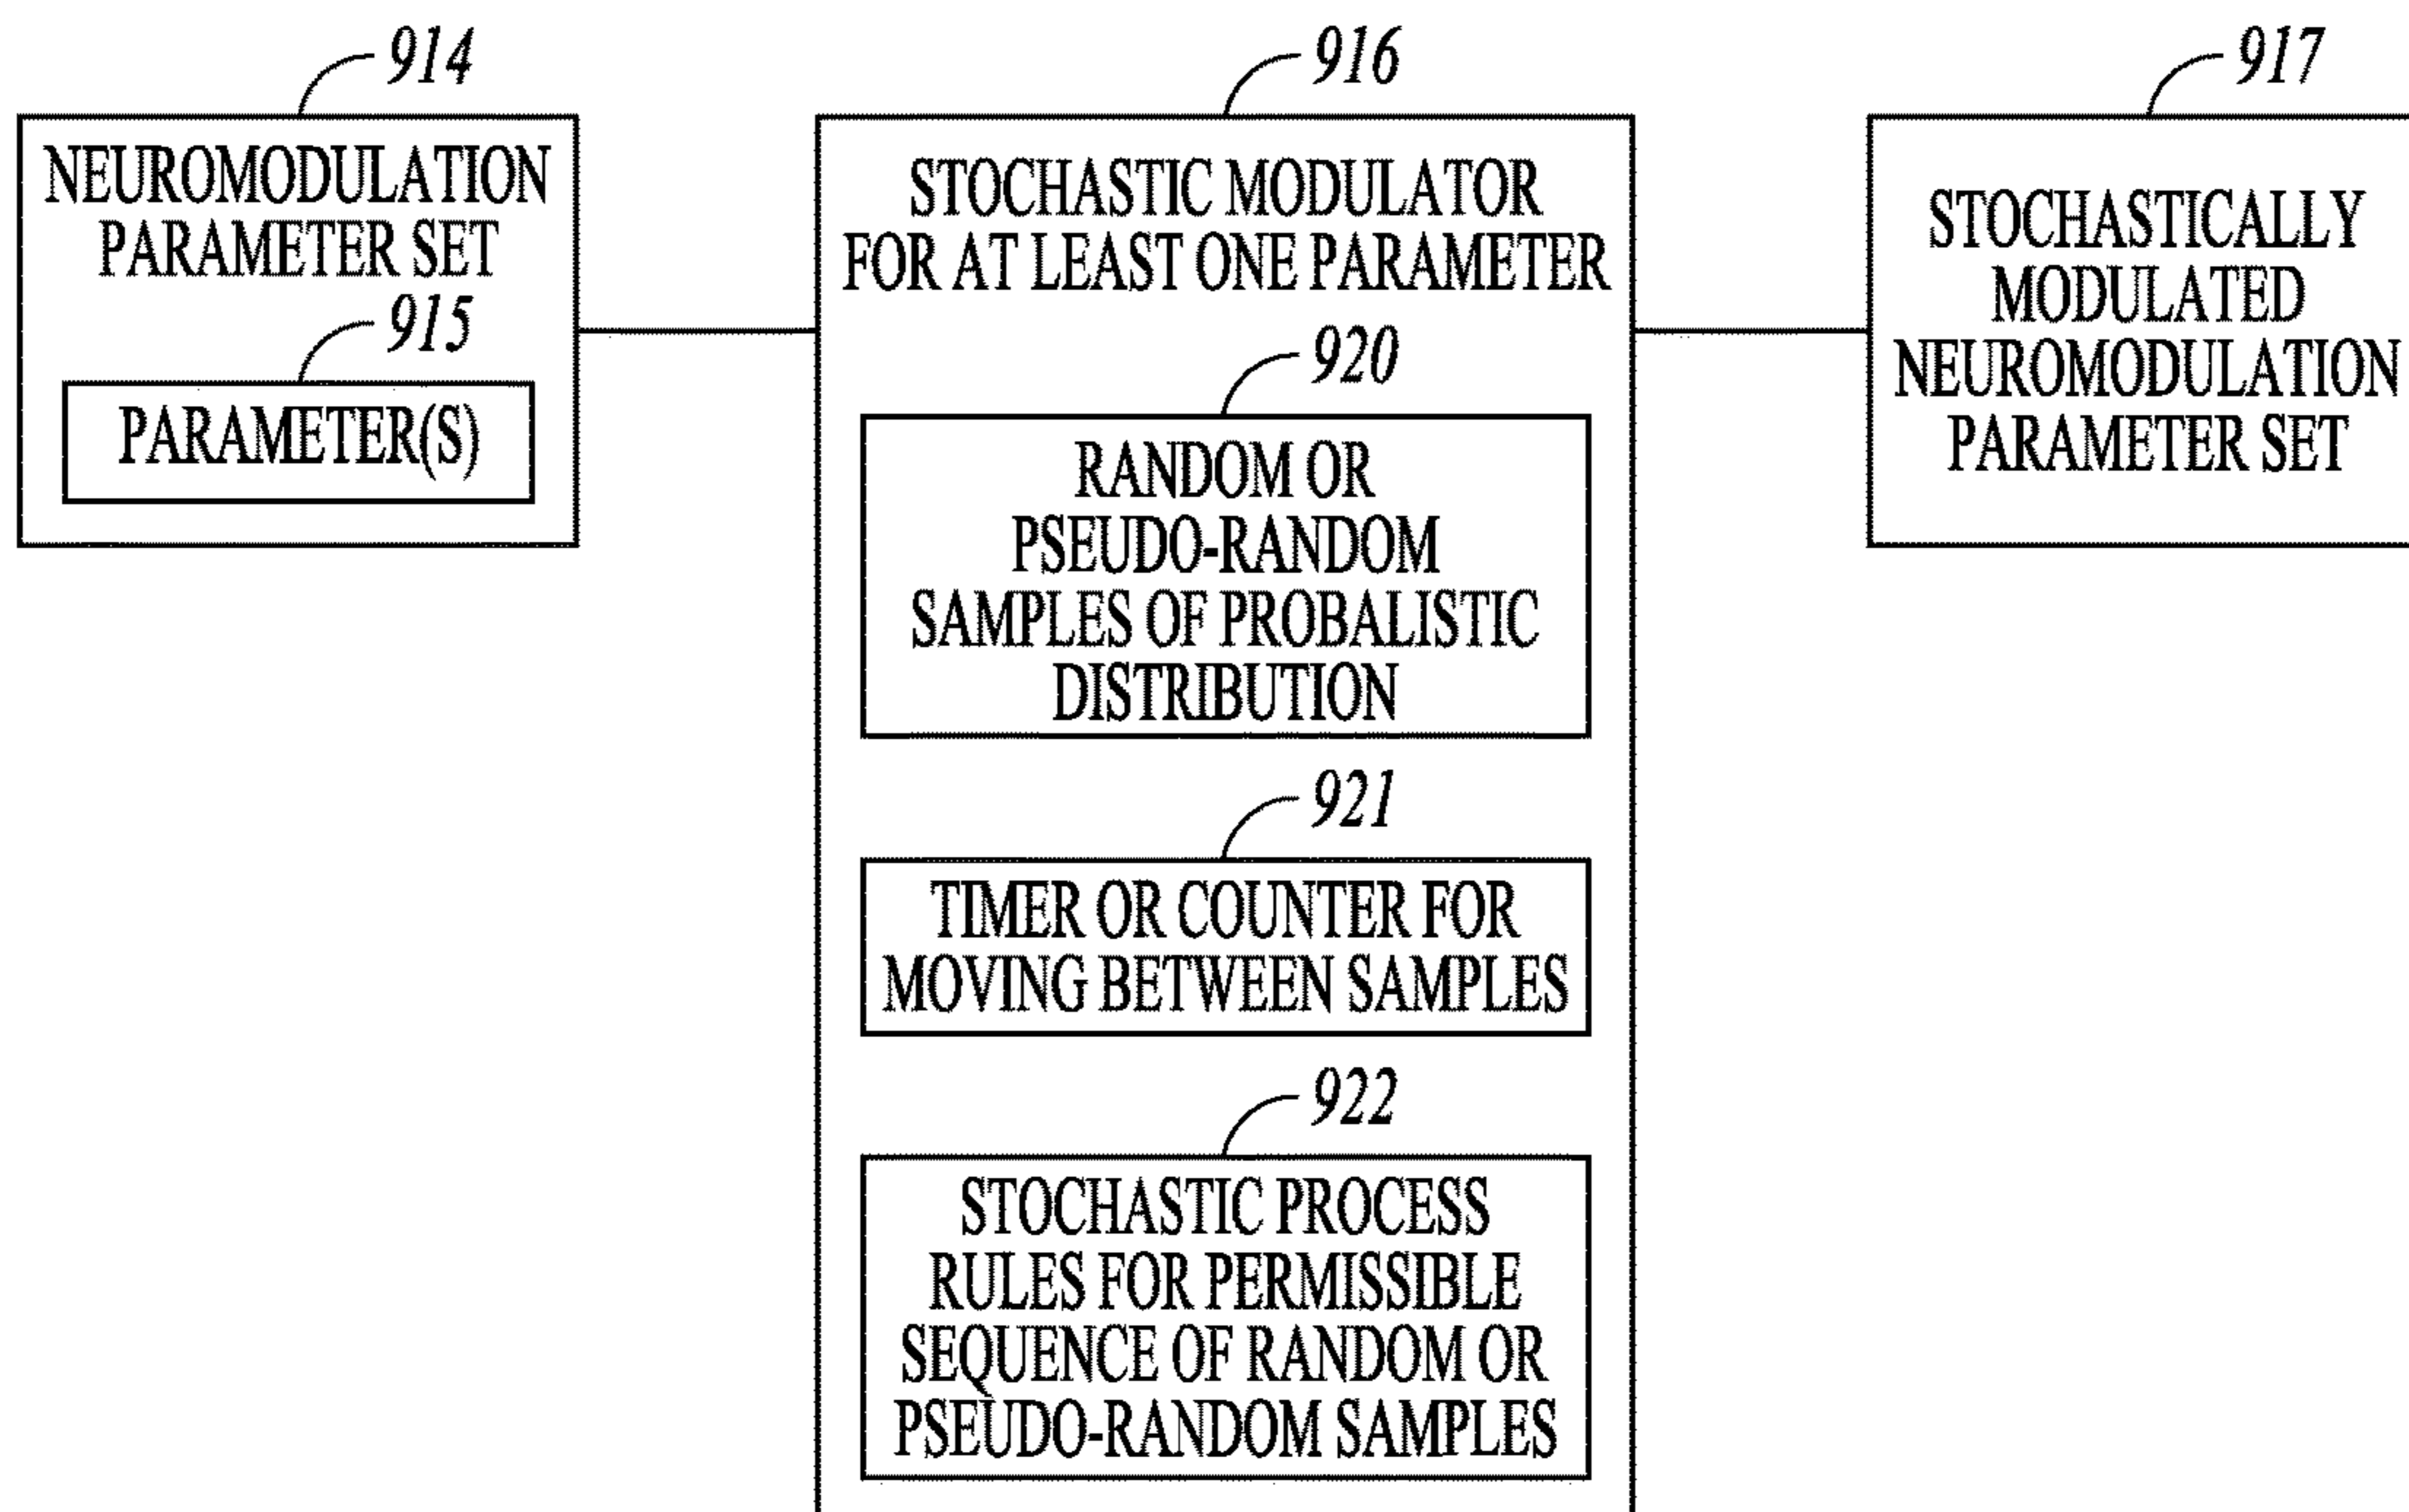 914
NEUROMODULATION
PARAMETER SET
915
PARAMETER(S)
916
STOCHASTIC MODULATOR
FOR AT LEAST ONE PARAMETER
920
RANDOM OR
PSEUDO-RANDOM
SAMPLES OF PROBALISTIC
DISTRIBUTION
921
TIMER OR COUNTER FOR
MOVING BETWEEN SAMPLES
922
STOCHASTIC PROCESS
RULES FOR PERMISSIBLE
SEQUENCE OF RANDOM OR
PSEUDO-RANDOM SAMPLES
917
STOCHASTICALLY
MODULATED
NEUROMODULATION
PARAMETER SET